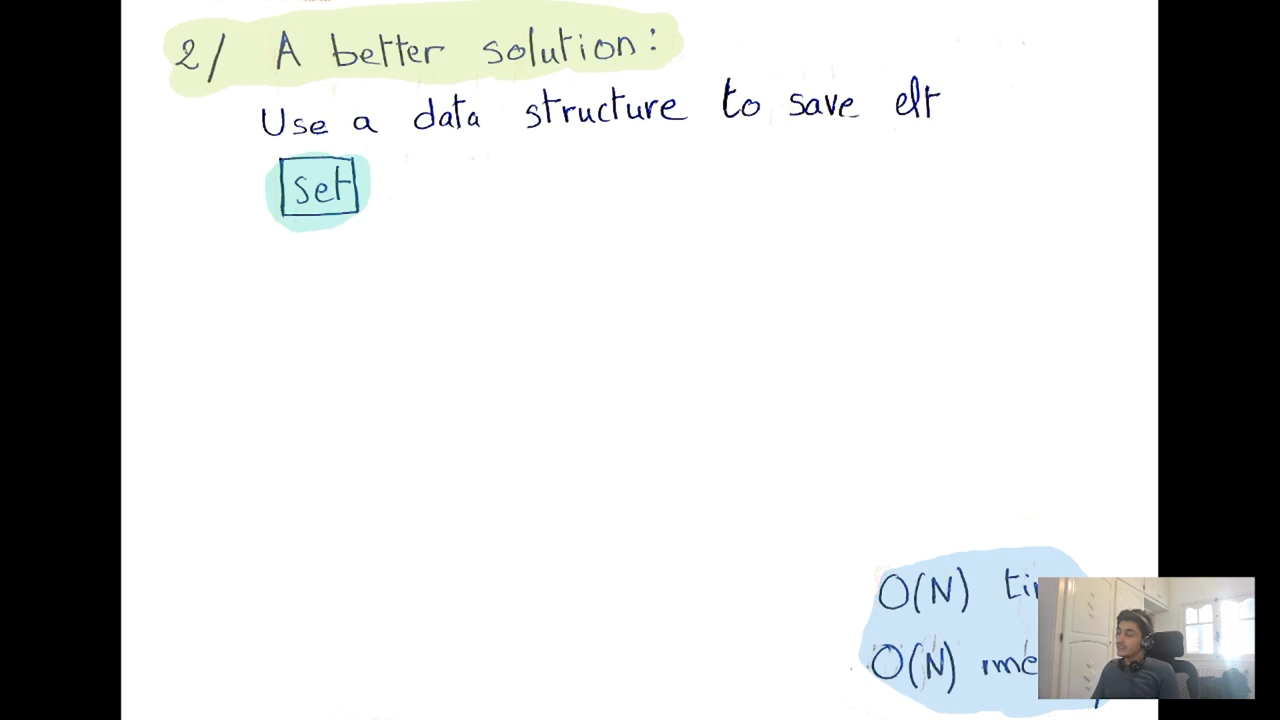 2/ A better solution:
Use a data structure to save elt
Set
O(N)
O(N)